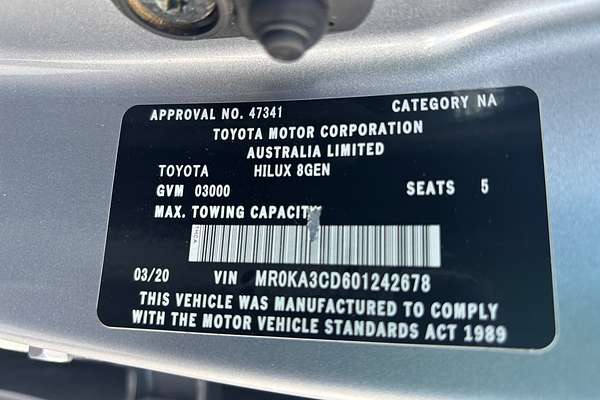 APPROVAL NO. 47341 CATEGORY NA
TOYOTA MOTOR CORPORATION
AUSTRALIA LIMITED
TOYOTA HILUX 8GEN
GVM 03000 SEATS 5
MAX. TOWING CAPACITY
03/20 VIN MR0KA3CD601242678
THIS VEHICLE WAS MANUFACTURED TO COMPLY
WITH THE MOTOR VEHICLE STANDARDS ACT 1989